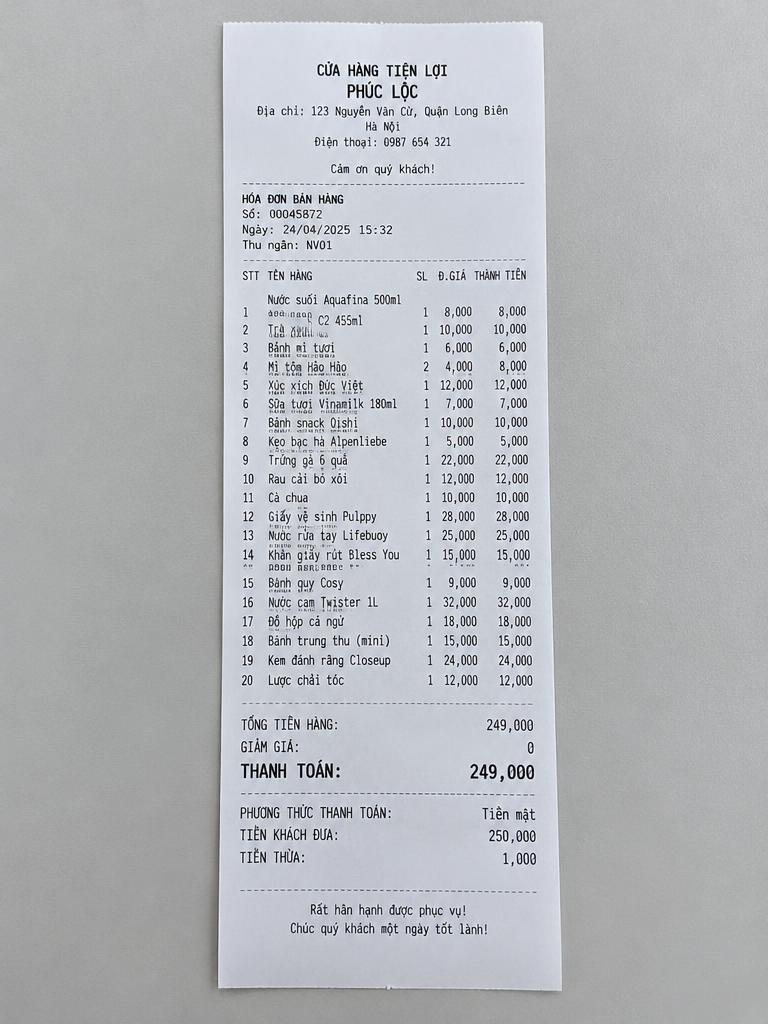 CỬA HÀNG TIỆN LỢI
PHÚC LỘC
Địa chỉ: 123 Nguyễn Văn Cừ, Quận Long Biên
Hà Nội
Điện thoại: 0987 654 321
Cảm ơn quý khách!
HÓA ĐƠN BÁN HÀNG
Số: 00045872
Ngày: 24/04/2025 15:32
Thu ngân: NV01
STT TÊN HÀNG SL Đ.GIÁ THÀNH TIỀN
1 Nước suối Aquafina 500ml 1 8,000 8,000
2 Trà C2 455ml 1 10,000 10,000
3 Bánh mì tươi 1 6,000 6,000
4 Mì tôm Hảo Hảo 2 4,000 8,000
5 Xúc xích Đức Việt 1 12,000 12,000
6 Sữa tươi Vinamilk 180ml 1 7,000 7,000
7 Bánh snack Oishi 1 10,000 10,000
8 Kẹo bạc hà Alpenliebe 1 5,000 5,000
9 Trứng gà 6 quả 1 22,000 22,000
10 Rau cải bó xôi 1 12,000 12,000
11 Cà chua 1 10,000 10,000
12 Giấy vệ sinh Pulppy 1 28,000 28,000
13 Nước rửa tay Lifebuoy 1 25,000 25,000
14 Khăn giấy rút Bless You 1 15,000 15,000
15 Bánh quy Cosy 1 9,000 9,000
16 Nước cam Twister 1L 1 32,000 32,000
17 Đồ hộp cá ngừ 1 18,000 18,000
18 Bánh trung thu (mini) 1 15,000 15,000
19 Kem đánh răng Closeup 1 24,000 24,000
20 Lược chải tóc 1 12,000 12,000
TỔNG TIỀN HÀNG: 249,000
GIẢM GIÁ: 0
THANH TOÁN: 249,000
PHƯƠNG THỨC THANH TOÁN: Tiền mặt
TIỀN KHÁCH ĐƯA: 250,000
TIỀN THỪA: 1,000
Rất hân hạnh được phục vụ!
Chúc quý khách một ngày tốt lành!